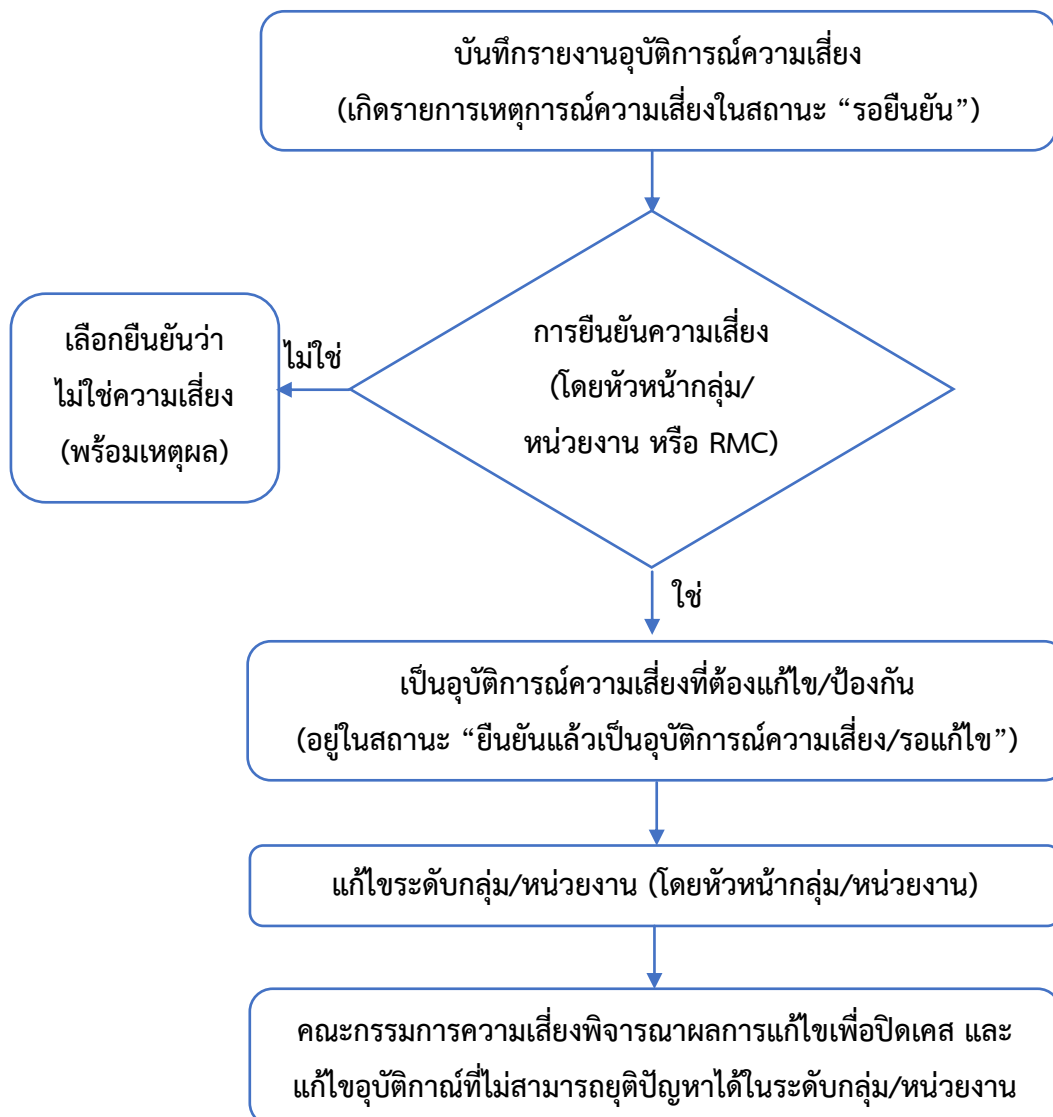 บันทึกรายงานอุบัติการณ์ความเสี่ยง
(เกิดรายการเหตุการณ์ความเสี่ยงในสถานะ “รอยืนยัน”)
การยืนยันความเสี่ยง
(โดยหัวหน้ากลุ่ม/
หน่วยงาน หรือ RMC)
ไม่ใช่
เลือกยืนยันว่า
ไม่ใช่ความเสี่ยง
(พร้อมเหตุผล)
ใช่
เป็นอุบัติการณ์ความเสี่ยงที่ต้องแก้ไข/ป้องกัน
(อยู่ในสถานะ “ยืนยันแล้วเป็นอุบัติการณ์ความเสี่ยง/รอแก้ไข”)
แก้ไขระดับกลุ่ม/หน่วยงาน (โดยหัวหน้ากลุ่ม/หน่วยงาน)
คณะกรรมการความเสี่ยงพิจารณาผลการแก้ไขเพื่อปิดเคส และ
แก้ไขอุบัติกาณ์ที่ไม่สามารถยุติปัญหาได้ในระดับกลุ่ม/หน่วยงาน